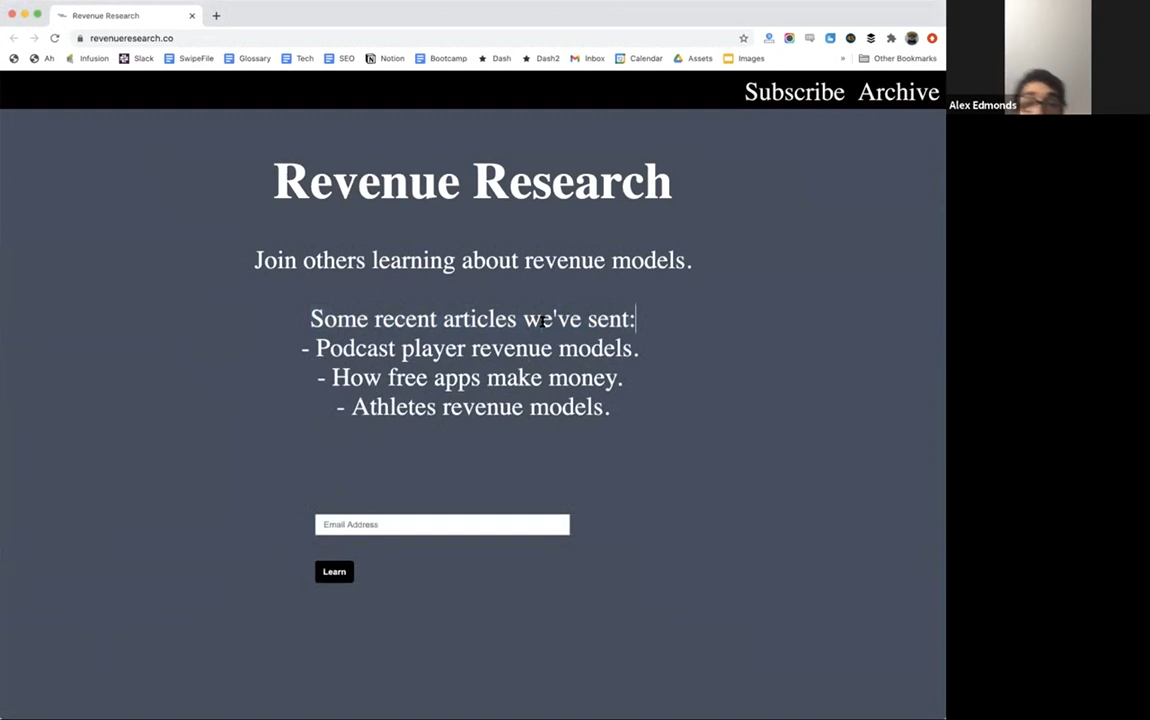 Revenue Research
revenueresearch.co
Ah Infusion Slack SwipeFile Glossary Tech SEO Notion Bootcamp Dash Dash2 Inbox Calendar Assets Images » Other Bookmarks
Subscribe Archive
Alex Edmonds
Revenue Research
Join others learning about revenue models.
Some recent articles we've sent:
- Podcast player revenue models.
- How free apps make money.
- Athletes revenue models.
Email Address
Learn